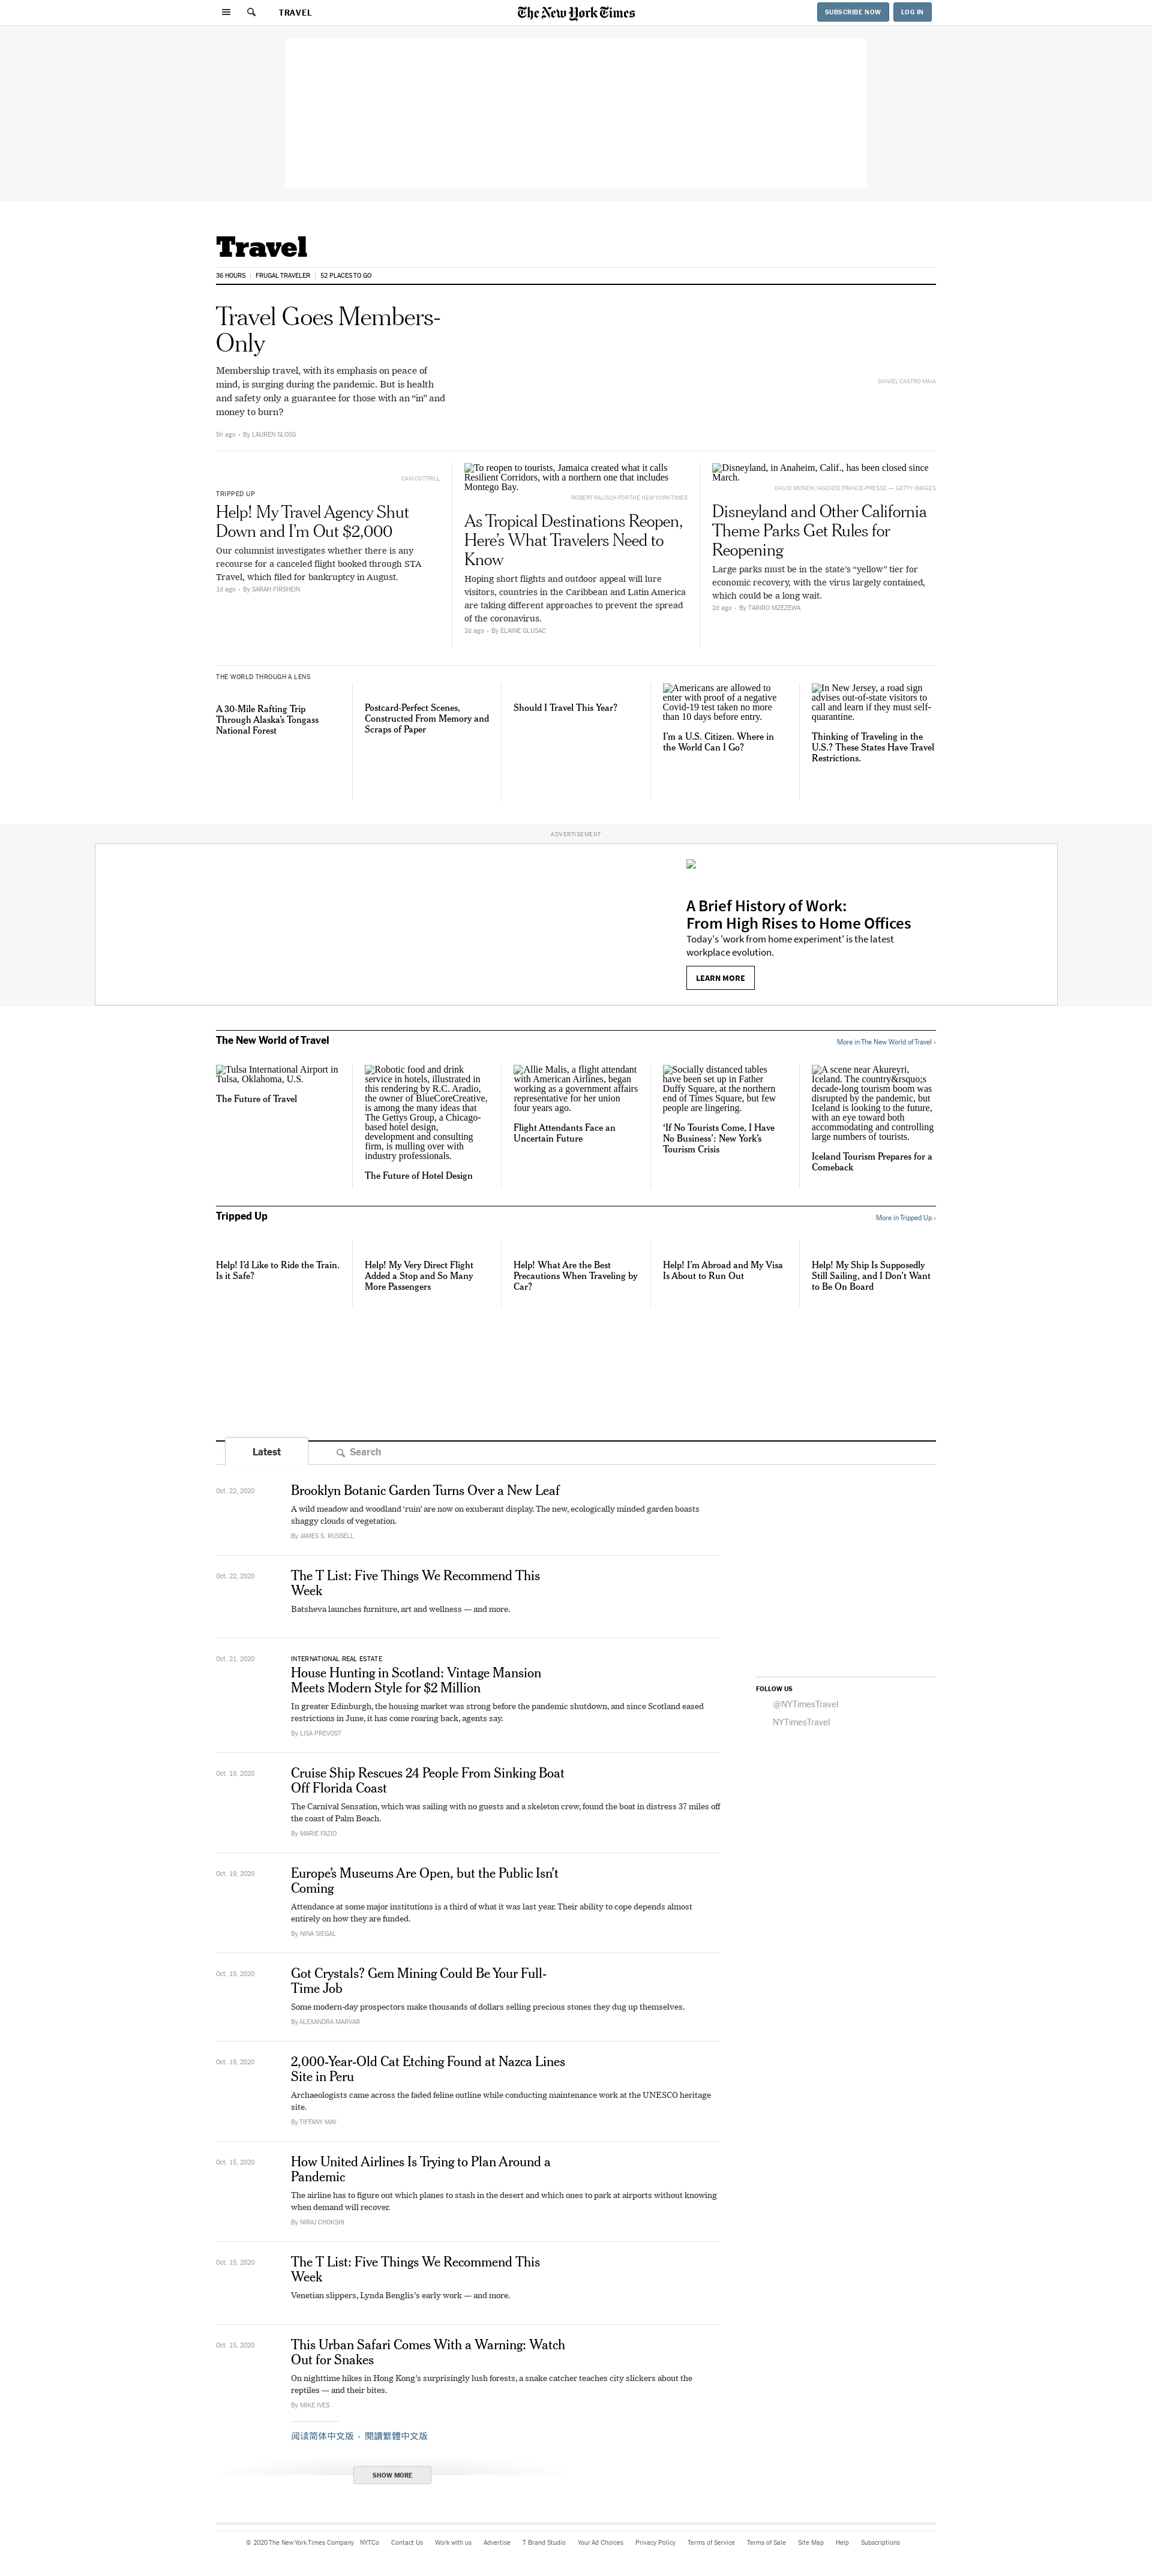 TRAVEL
The New York Times
SUBSCRIBE NOW
LOG IN
Travel
36 HOURS
FRUGAL TRAVELER
52 PLACES TO GO
Travel Goes Members-
Only
Membership travel, with its emphasis on peace of
mind, is surging during the pandemic. But is health
and safety only a guarantee for those with an “in” and
money to burn?
5h ago · By LAUREN SLOSS
DANIEL CASTRO MAIA
CAM COTTRILL
TRIPPED UP
Help! My Travel Agency Shut
Down and I’m Out $2,000
Our columnist investigates whether there is any
recourse for a canceled flight booked through STA
Travel, which filed for bankruptcy in August.
1d ago · By SARAH FIRSHEIN
To reopen to tourists, Jamaica created what it calls
Resilient Corridors, with a northern one that includes
Montego Bay.
ROBERT RAUSCH FOR THE NEW YORK TIMES
As Tropical Destinations Reopen,
Here’s What Travelers Need to
Know
Hoping short flights and outdoor appeal will lure
visitors, countries in the Caribbean and Latin America
are taking different approaches to prevent the spread
of the coronavirus.
2d ago · By ELAINE GLUSAC
Disneyland, in Anaheim, Calif., has been closed since
March.
DAVID MCNEW/AGENCE FRANCE-PRESSE — GETTY IMAGES
Disneyland and Other California
Theme Parks Get Rules for
Reopening
Large parks must be in the state’s “yellow” tier for
economic recovery, with the virus largely contained,
which could be a long wait.
2d ago · By TARIRO MZEZEWA
THE WORLD THROUGH A LENS
A 30-Mile Rafting Trip
Through Alaska’s Tongass
National Forest
Postcard-Perfect Scenes,
Constructed From Memory and
Scraps of Paper
Should I Travel This Year?
Americans are allowed to
enter with proof of a negative
Covid-19 test taken no more
than 10 days before entry.
I’m a U.S. Citizen. Where in
the World Can I Go?
In New Jersey, a road sign
advises out-of-state visitors to
call and learn if they must self-
quarantine.
Thinking of Traveling in the
U.S.? These States Have Travel
Restrictions.
ADVERTISEMENT
A Brief History of Work:
From High Rises to Home Offices
Today's 'work from home experiment' is the latest
workplace evolution.
LEARN MORE
The New World of Travel
More in The New World of Travel ›
Tulsa International Airport in
Tulsa, Oklahoma, U.S.
The Future of Travel
Robotic food and drink
service in hotels, illustrated in
this rendering by R.C. Aradio,
the owner of BlueCoreCreative,
is among the many ideas that
The Gettys Group, a Chicago-
based hotel design,
development and consulting
firm, is mulling over with
industry professionals.
The Future of Hotel Design
Allie Malis, a flight attendant
with American Airlines, began
working as a government affairs
representative for her union
four years ago.
Flight Attendants Face an
Uncertain Future
Socially distanced tables
have been set up in Father
Duffy Square, at the northern
end of Times Square, but few
people are lingering.
‘If No Tourists Come, I Have
No Business’: New York’s
Tourism Crisis
A scene near Akureyri,
Iceland. The country&rsquo;s
decade-long tourism boom was
disrupted by the pandemic, but
Iceland is looking to the future,
with an eye toward both
accommodating and controlling
large numbers of tourists.
Iceland Tourism Prepares for a
Comeback
Tripped Up
More in Tripped Up ›
Help! I’d Like to Ride the Train.
Is it Safe?
Help! My Very Direct Flight
Added a Stop and So Many
More Passengers
Help! What Are the Best
Precautions When Traveling by
Car?
Help! I’m Abroad and My Visa
Is About to Run Out
Help! My Ship Is Supposedly
Still Sailing, and I Don’t Want
to Be On Board
Latest
Search
Oct. 22, 2020
Brooklyn Botanic Garden Turns Over a New Leaf
A wild meadow and woodland ‘ruin’ are now on exuberant display. The new, ecologically minded garden boasts
shaggy clouds of vegetation.
By JAMES S. RUSSELL
Oct. 22, 2020
The T List: Five Things We Recommend This
Week
Batsheva launches furniture, art and wellness — and more.
Oct. 21, 2020
INTERNATIONAL REAL ESTATE
House Hunting in Scotland: Vintage Mansion
Meets Modern Style for $2 Million
In greater Edinburgh, the housing market was strong before the pandemic shutdown, and since Scotland eased
restrictions in June, it has come roaring back, agents say.
By LISA PREVOST
FOLLOW US
@NYTimesTravel
NYTimesTravel
Oct. 19, 2020
Cruise Ship Rescues 24 People From Sinking Boat
Off Florida Coast
The Carnival Sensation, which was sailing with no guests and a skeleton crew, found the boat in distress 37 miles off
the coast of Palm Beach.
By MARIE FAZIO
Oct. 19, 2020
Europe’s Museums Are Open, but the Public Isn’t
Coming
Attendance at some major institutions is a third of what it was last year. Their ability to cope depends almost
entirely on how they are funded.
By NINA SIEGAL
Oct. 19, 2020
Got Crystals? Gem Mining Could Be Your Full-
Time Job
Some modern-day prospectors make thousands of dollars selling precious stones they dug up themselves.
By ALEXANDRA MARVAR
Oct. 19, 2020
2,000-Year-Old Cat Etching Found at Nazca Lines
Site in Peru
Archaeologists came across the faded feline outline while conducting maintenance work at the UNESCO heritage
site.
By TIFFANY MAY
Oct. 15, 2020
How United Airlines Is Trying to Plan Around a
Pandemic
The airline has to figure out which planes to stash in the desert and which ones to park at airports without knowing
when demand will recover.
By NIRAJ CHOKSHI
Oct. 15, 2020
The T List: Five Things We Recommend This
Week
Venetian slippers, Lynda Benglis’s early work — and more.
Oct. 15, 2020
This Urban Safari Comes With a Warning: Watch
Out for Snakes
On nighttime hikes in Hong Kong’s surprisingly lush forests, a snake catcher teaches city slickers about the
reptiles — and their bites.
By MIKE IVES
阅读简体中文版 · 閱讀繁體中文版
SHOW MORE
© 2020 The New York Times Company NYTCo Contact Us Work with us Advertise T Brand Studio Your Ad Choices Privacy Policy Terms of Service Terms of Sale Site Map Help Subscriptions